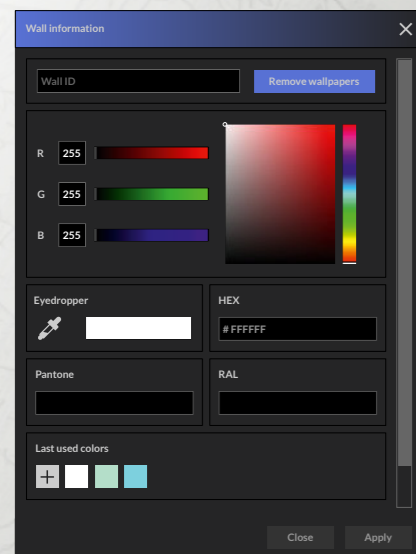 Wall information
Wall ID
Remove wallpapers
R 255
G 255
B 255
Eyedropper
HEX
# FFFFFF
Pantone
RAL
Last used colors
Close
Apply